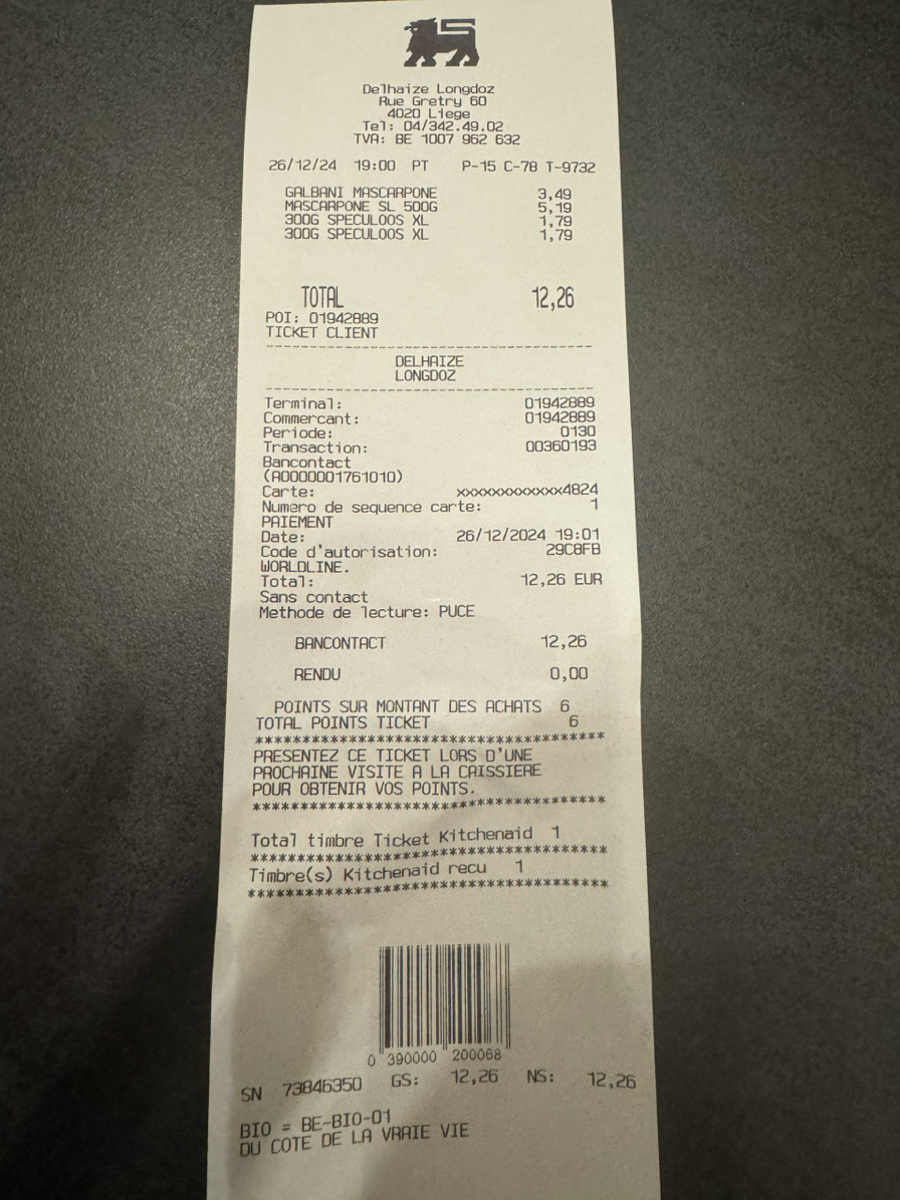 Delhaize Longdoz
Rue Gretry 60
4020 Liege
Tel: 04/342.49.02
TVA: BE 1007 962 632
26/12/24 19:00 PT P-15 C-78 T-9732
GALBANI MASCARPONE 3,49
MASCARPONE SL 500G 5,19
300G SPECULOOS XL 1,79
300G SPECULOOS XL 1,79
TOTAL 12,26
POI: 01942889
TICKET CLIENT
--------------------------------------
DELHAIZE
LONGDOZ
--------------------------------------
Terminal: 01942889
Commercant: 01942889
Periode: 0130
Transaction: 00360193
Bancontact
(A0000001761010)
Carte: xxxxxxxxxxxxx4824
Numero de sequence carte: 1
PAIEMENT
Date: 26/12/2024 19:01
Code d'autorisation: 29C8FB
WORLDLINE.
Total: 12,26 EUR
Sans contact
Methode de lecture: PUCE
BANCONTACT 12,26
RENDU 0,00
POINTS SUR MONTANT DES ACHATS 6
TOTAL POINTS TICKET 6
**************************************
PRESENTEZ CE TICKET LORS D'UNE
PROCHAINE VISITE A LA CAISSIERE
POUR OBTENIR VOS POINTS.
**************************************
Total timbre Ticket Kitchenaid 1
**************************************
Timbre(s) Kitchenaid recu 1
**************************************
0 390000 200068
SN 73846350 GS: 12,26 NS: 12,26
BIO = BE-BIO-01
DU COTE DE LA VRAIE VIE